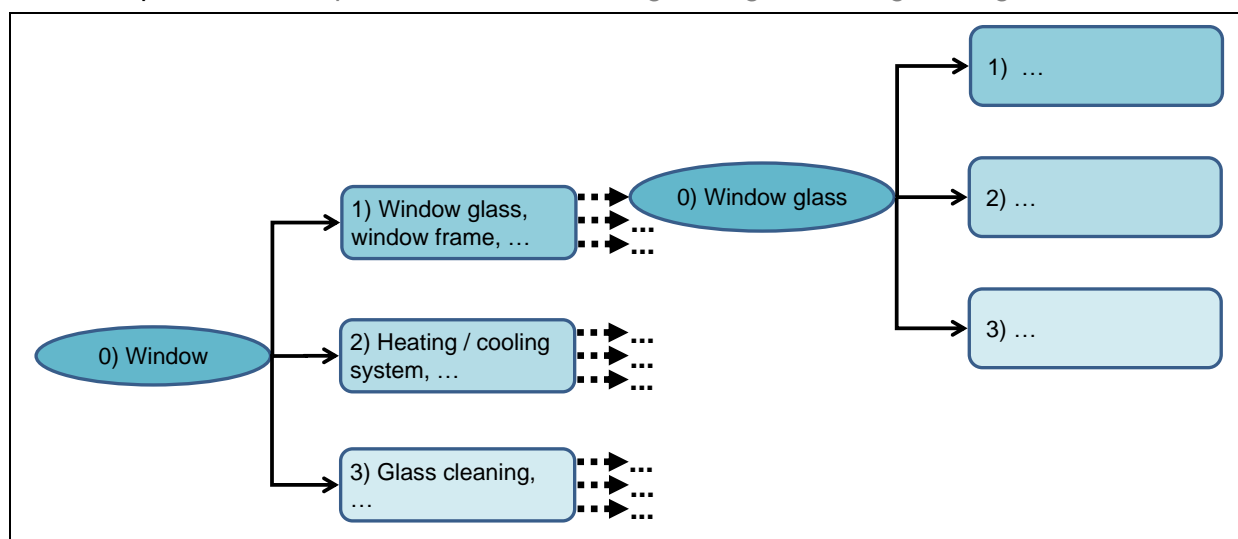 0) Window
1) Window glass,
window frame, …
...
...
2) Heating / cooling
system, …
...
...
...
3) Glass cleaning,
…
...
...
...
0) Window glass
1) …
2) …
3) …